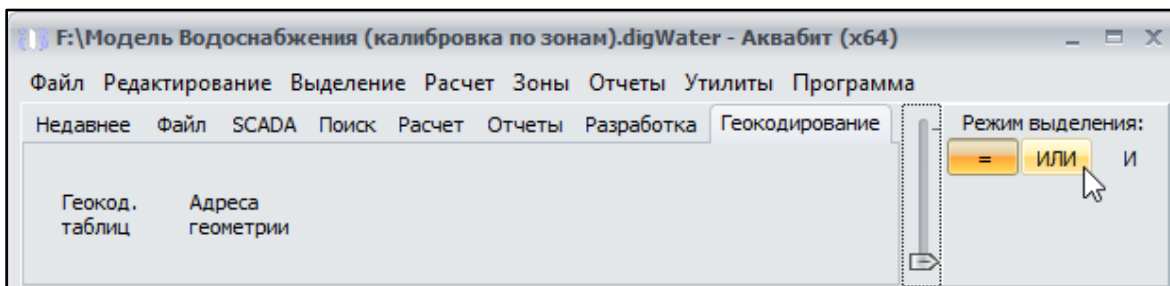 F:\Модель Водоснабжения (калибровка по зонам).digWater - Аквабит (x64)
Файл Редактирование Выделение Расчет Зоны Отчеты Утилиты Программа
Недавнее Файл SCADA Поиск Расчет Отчеты Разработка Геокодирование
Режим выделения:
= ИЛИ И
Геокод. таблиц
Адреса геометрии